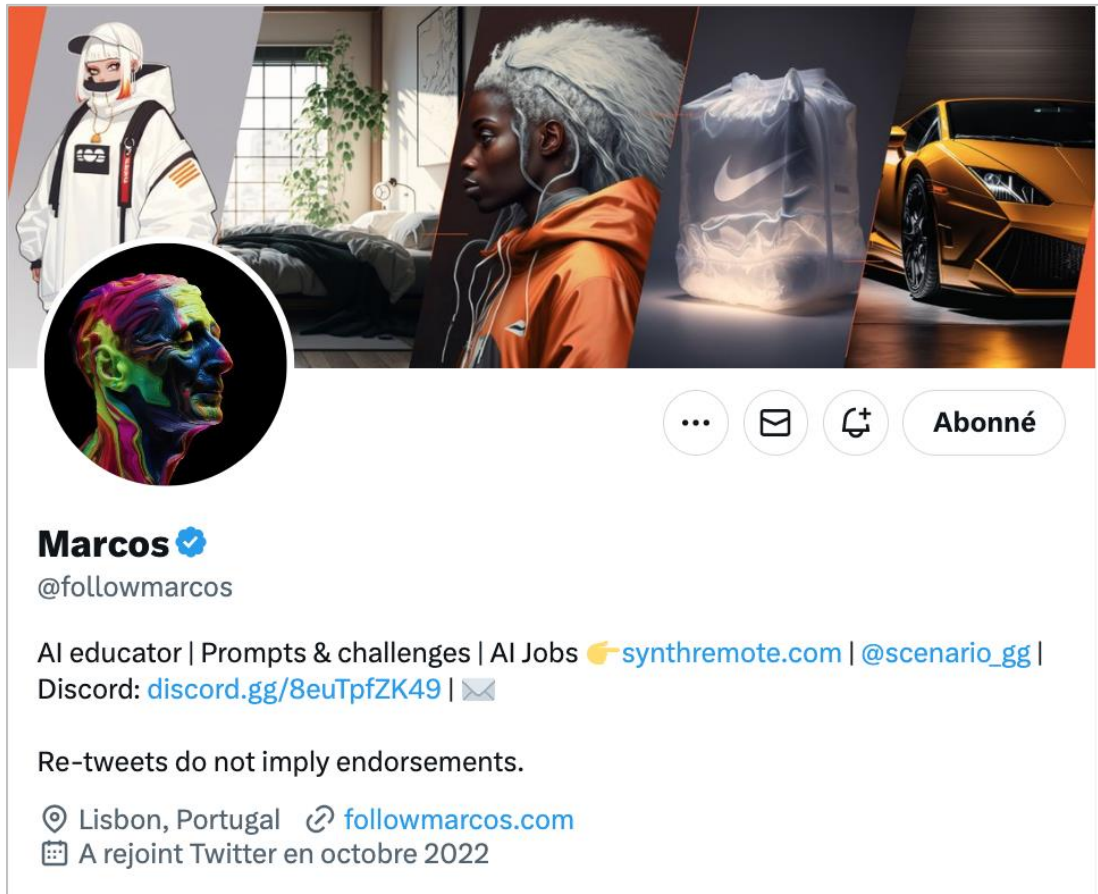 Abonné
Marcos
@followmarcos
AI educator | Prompts & challenges | AI Jobs 👉synthremote.com | @scenario_gg |
Discord: discord.gg/8euTpfZK49 | ✉️
Re-tweets do not imply endorsements.
Lisbon, Portugal followmarcos.com
A rejoint Twitter en octobre 2022